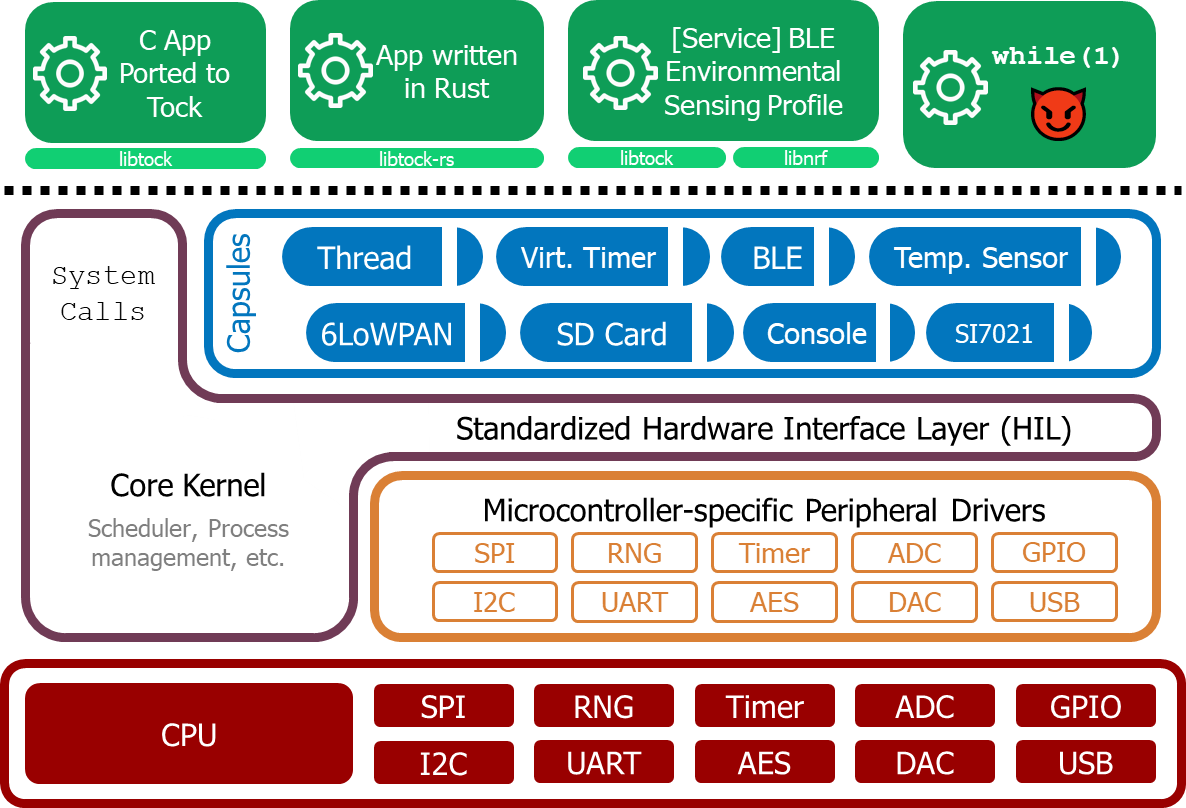 C App
Ported to
Tock
libtock
App written
in Rust
libtock-rs
[Service] BLE
Environmental
Sensing Profile
libtock
libnrf
while(1)
System
Calls
Capsules
Thread
Virt. Timer
BLE
Temp. Sensor
6LoWPAN
SD Card
Console
SI7021
Standardized Hardware Interface Layer (HIL)
Core Kernel
Scheduler, Process
management, etc.
Microcontroller-specific Peripheral Drivers
SPI
RNG
Timer
ADC
GPIO
I2C
UART
AES
DAC
USB
CPU
SPI
RNG
Timer
ADC
GPIO
I2C
UART
AES
DAC
USB